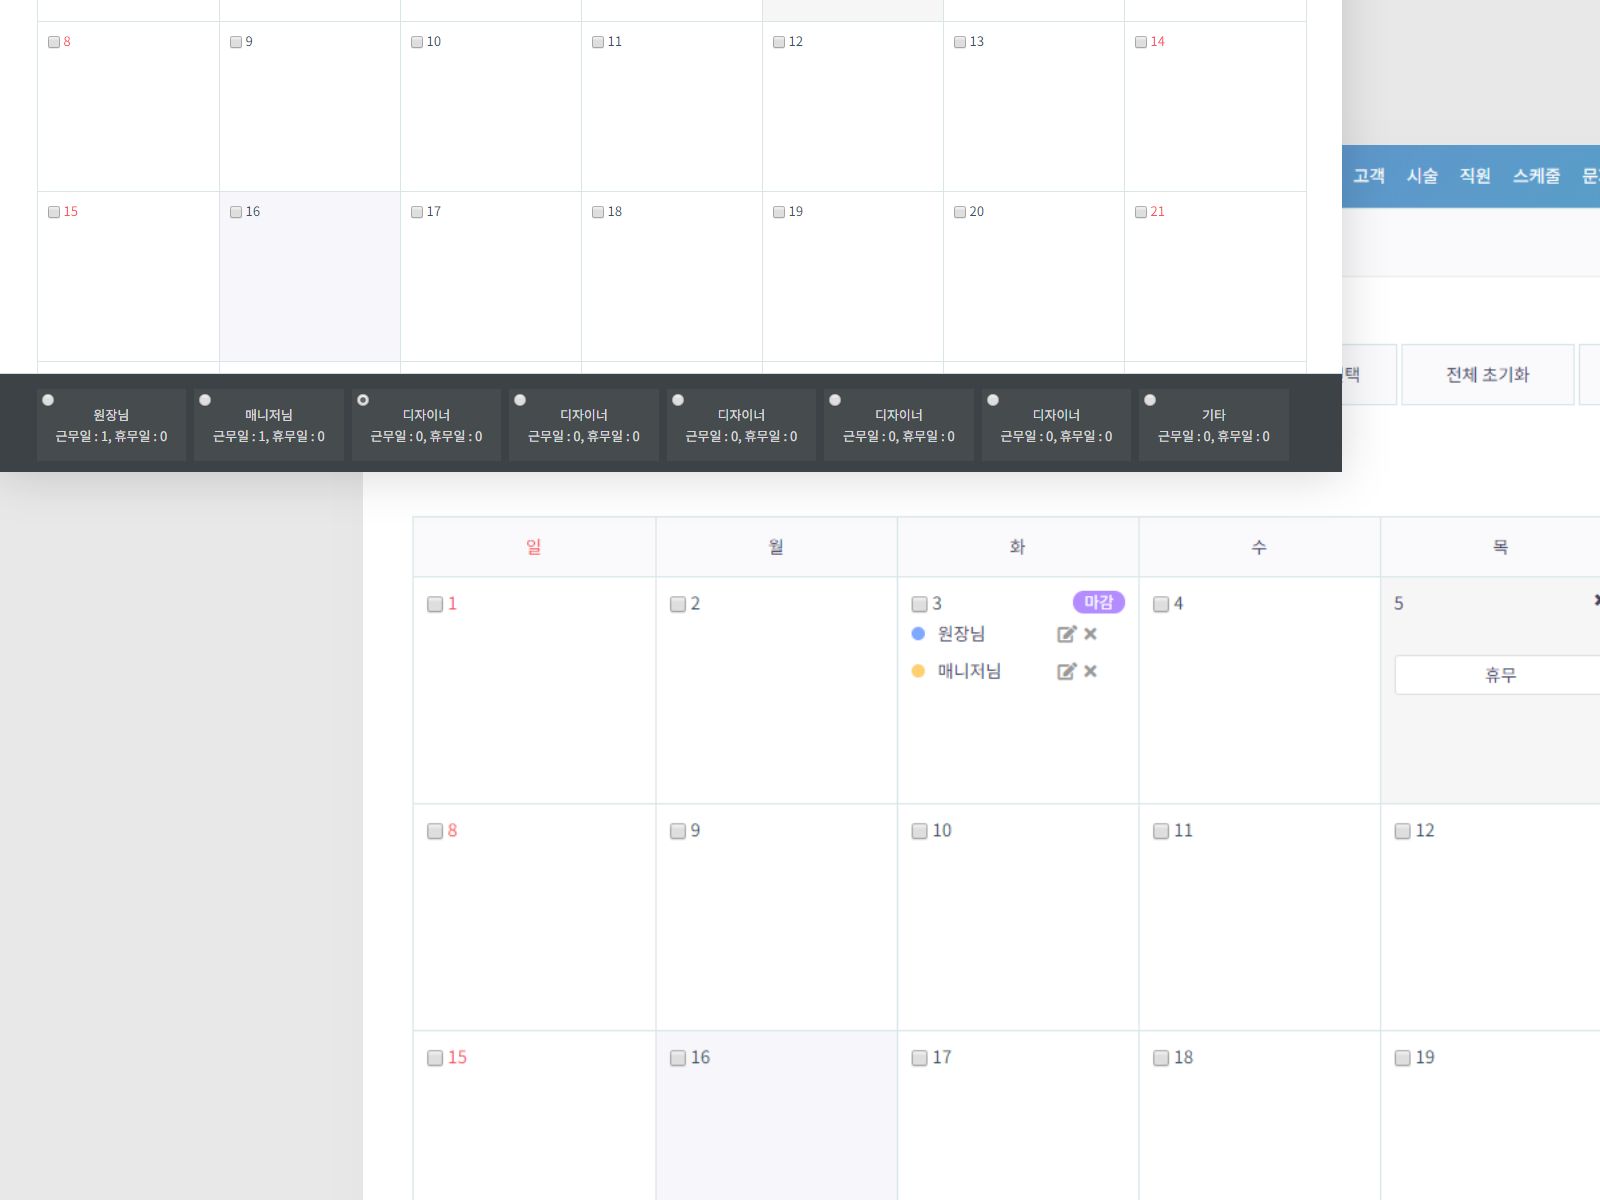 8 9 10 11 12 13 14
15 16 17 18 19 20 21
원장님 매니저님 디자이너 디자이너 디자이너 디자이너 디자이너 기타
근무일 : 1, 휴무일 : 0 근무일 : 1, 휴무일 : 0 근무일 : 0, 휴무일 : 0 근무일 : 0, 휴무일 : 0 근무일 : 0, 휴무일 : 0 근무일 : 0, 휴무일 : 0 근무일 : 0, 휴무일 : 0 근무일 : 0, 휴무일 : 0
고객 시술 직원 스케줄 문
택 전체 초기화
일 월 화 수 목
1 2 3 마감 4 5
원장님
매니저님
휴무
8 9 10 11 12
15 16 17 18 19